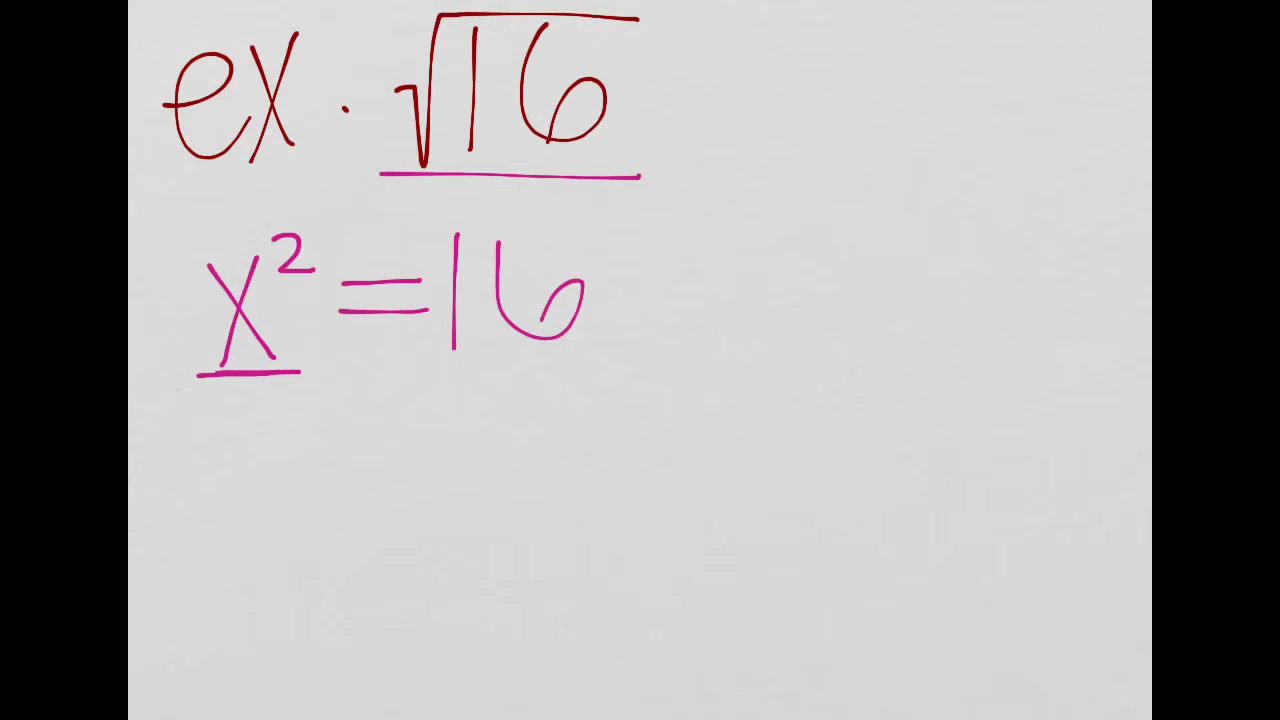 ex. √16
x² = 16